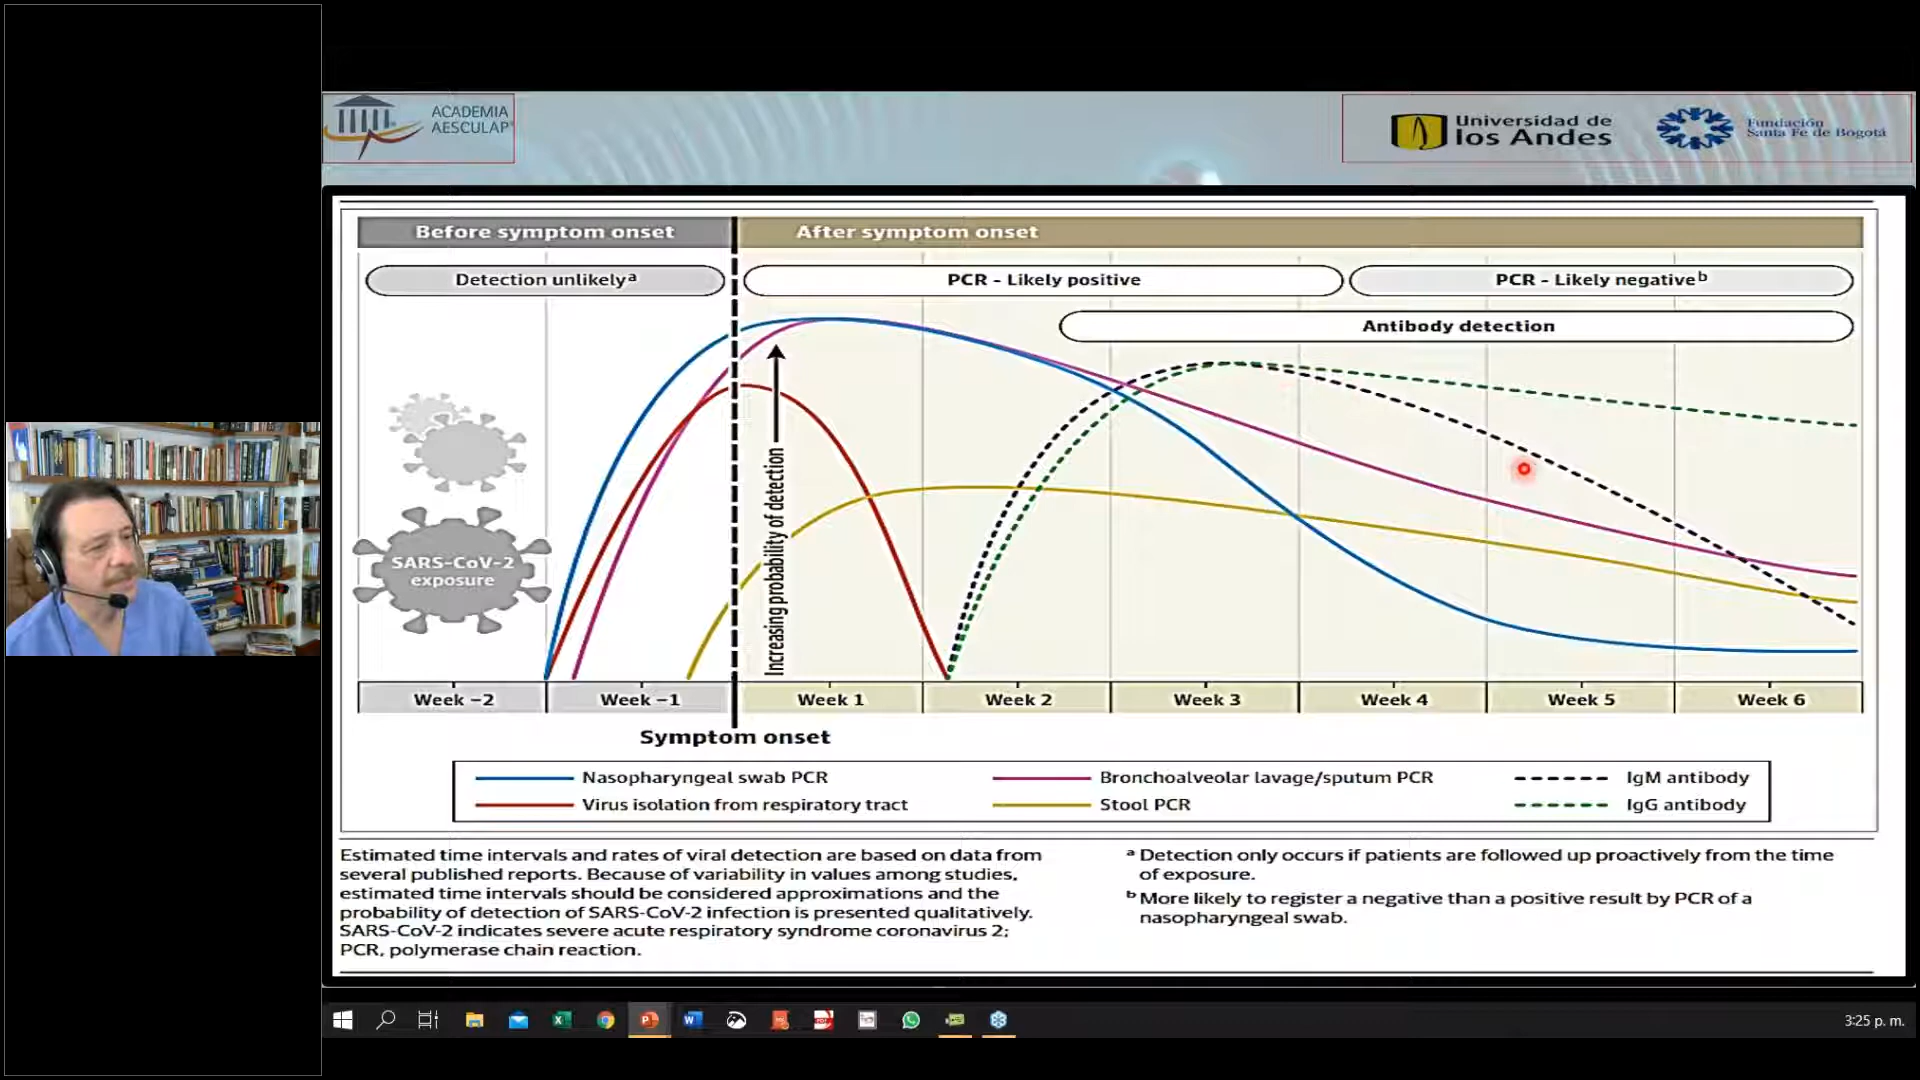 ACADEMIA
AESCULAP
Universidad de
los Andes
Fundación
Santa Fe de Bogotá
Before symptom onset
After symptom onset
Detection unlikelyᵃ
PCR - Likely positive
PCR - Likely negativeᵇ
Antibody detection
SARS-CoV-2
exposure
Increasing probability of detection
Week −2
Week −1
Week 1
Week 2
Week 3
Week 4
Week 5
Week 6
Symptom onset
Nasopharyngeal swab PCR
Bronchoalveolar lavage/sputum PCR
IgM antibody
Virus isolation from respiratory tract
Stool PCR
IgG antibody
Estimated time intervals and rates of viral detection are based on data from
several published reports. Because of variability in values among studies,
estimated time intervals should be considered approximations and the
probability of detection of SARS-CoV-2 infection is presented qualitatively.
SARS-CoV-2 indicates severe acute respiratory syndrome coronavirus 2;
PCR, polymerase chain reaction.
ᵃ Detection only occurs if patients are followed up proactively from the time
of exposure.
ᵇ More likely to register a negative than a positive result by PCR of a
nasopharyngeal swab.
3:25 p. m.